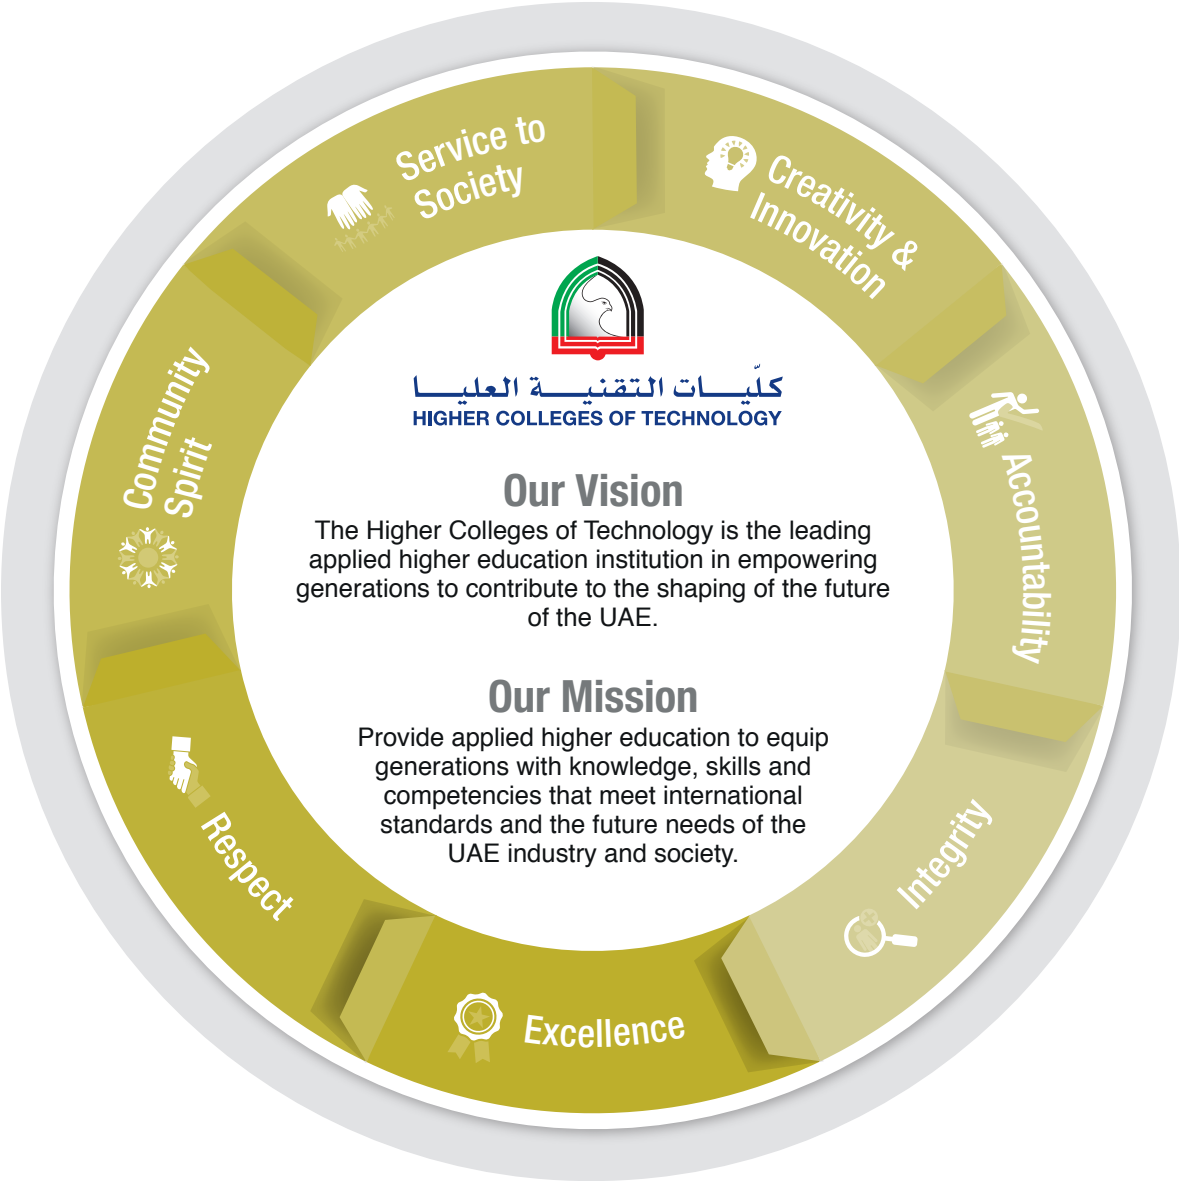 Service to
Society
Creativity &
Innovation
Accountability
Integrity
Excellence
Respect
Community
Spirit
كلّيـــات التقنيـــة العليـــا
HIGHER COLLEGES OF TECHNOLOGY
Our Vision
The Higher Colleges of Technology is the leading
applied higher education institution in empowering
generations to contribute to the shaping of the future
of the UAE.
Our Mission
Provide applied higher education to equip
generations with knowledge, skills and
competencies that meet international
standards and the future needs of the
UAE industry and society.